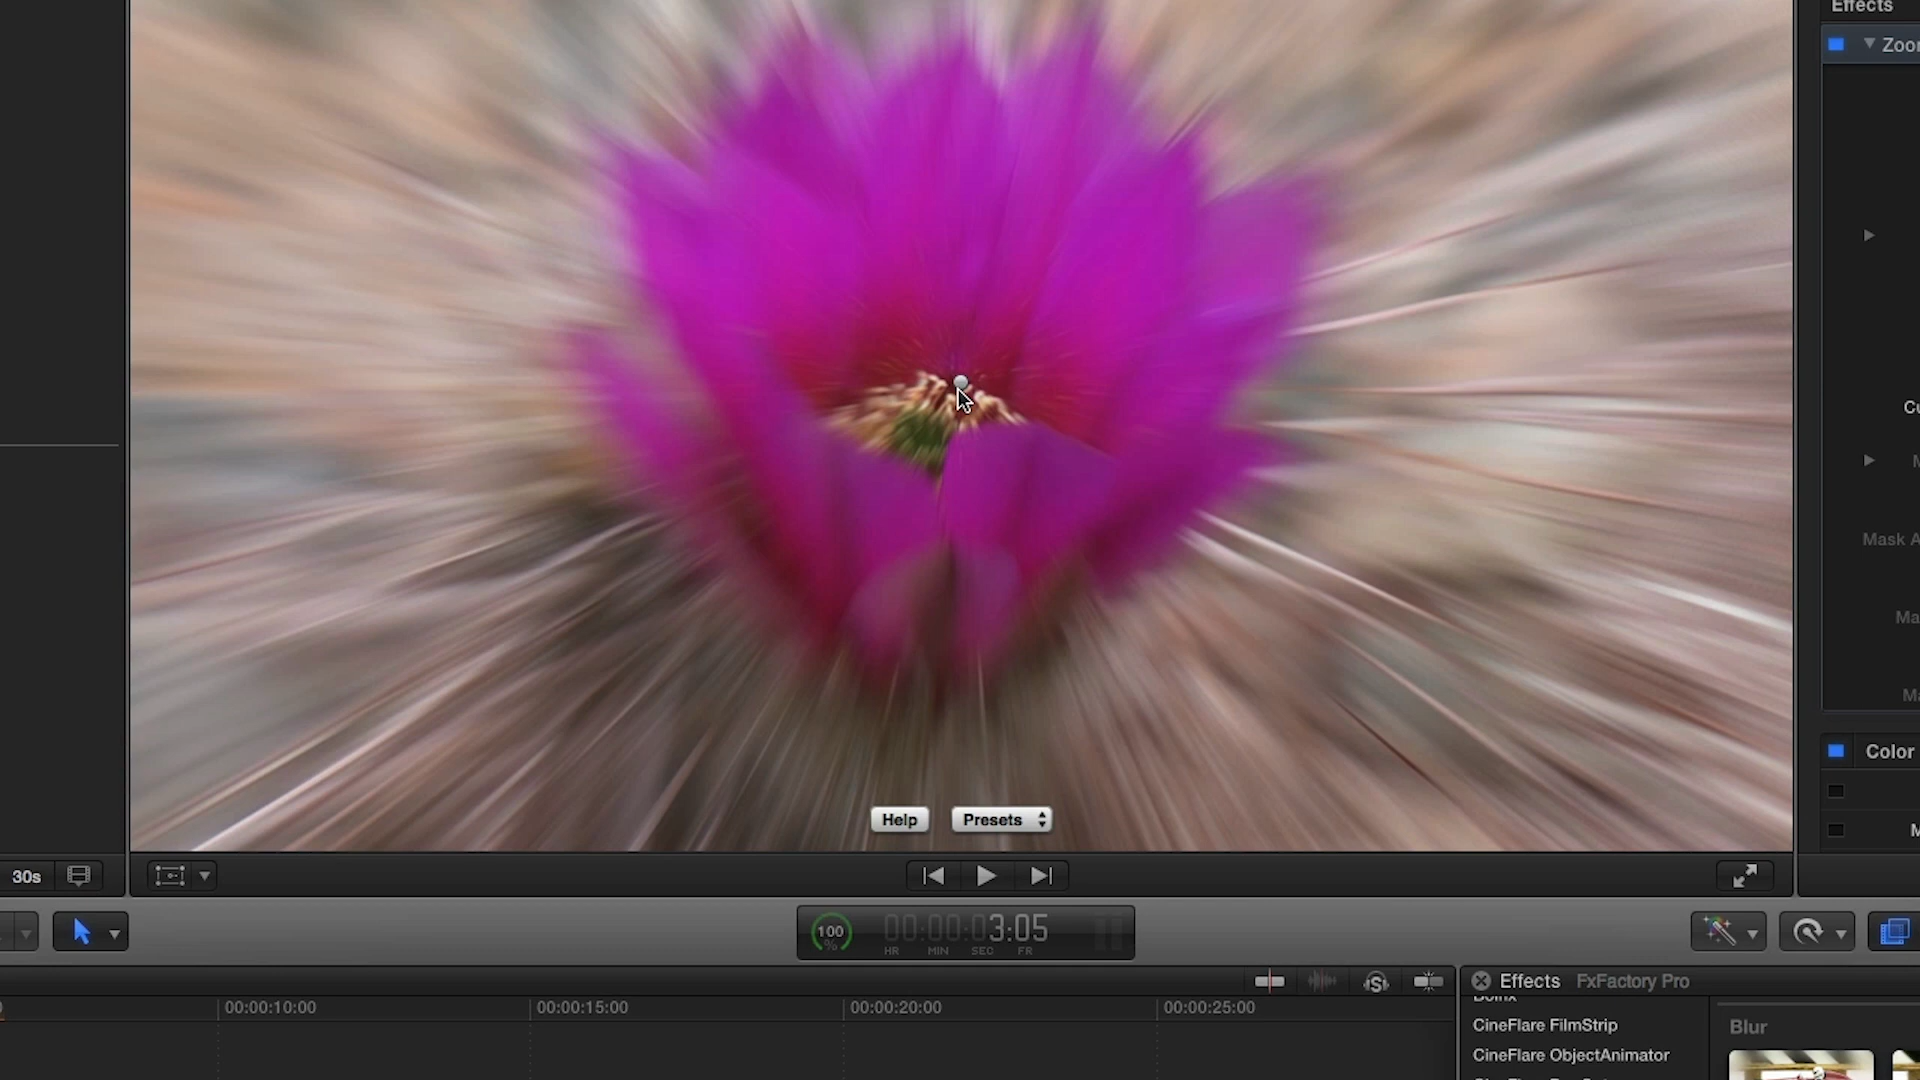 Effects
Help
Presets
Color
30s
100
%
00:00:03:05
HR MIN SEC FR
00:00:10:00
00:00:15:00
00:00:20:00
00:00:25:00
Effects FxFactory Pro
CineFlare FilmStrip
CineFlare ObjectAnimator
Blur